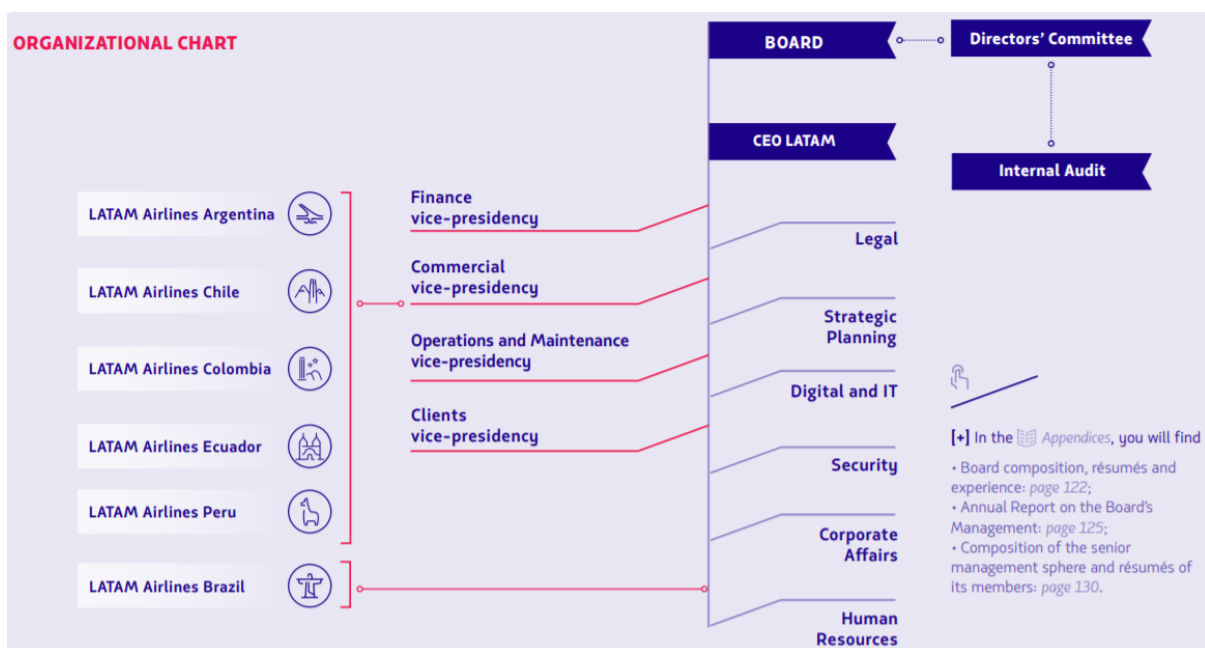 ORGANIZATIONAL CHART
BOARD
Directors' Committee
CEO LATAM
Internal Audit
LATAM Airlines Argentina
LATAM Airlines Chile
LATAM Airlines Colombia
LATAM Airlines Ecuador
LATAM Airlines Peru
LATAM Airlines Brazil
Finance
vice-presidency
Commercial
vice-presidency
Operations and Maintenance
vice-presidency
Clients
vice-presidency
Legal
Strategic
Planning
Digital and IT
Security
Corporate
Affairs
Human
Resources
[+] In the Appendices, you will find
• Board composition, résumés and
experience: page 122;
• Annual Report on the Board's
Management: page 125;
• Composition of the senior
management sphere and résumés of
its members: page 130.